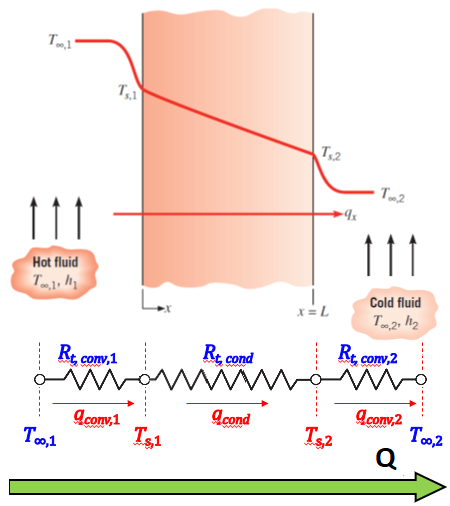 T∞,1
Ts,1
Ts,2
T∞,2
qx
Hot fluid
T∞,1, h1
x
x = L
Cold fluid
T∞,2, h2
Rt, conv,1 Rt, cond Rt, conv,2
qconv,1 qcond qconv,2
T∞,1 Ts,1 Ts,2 T∞,2
Q